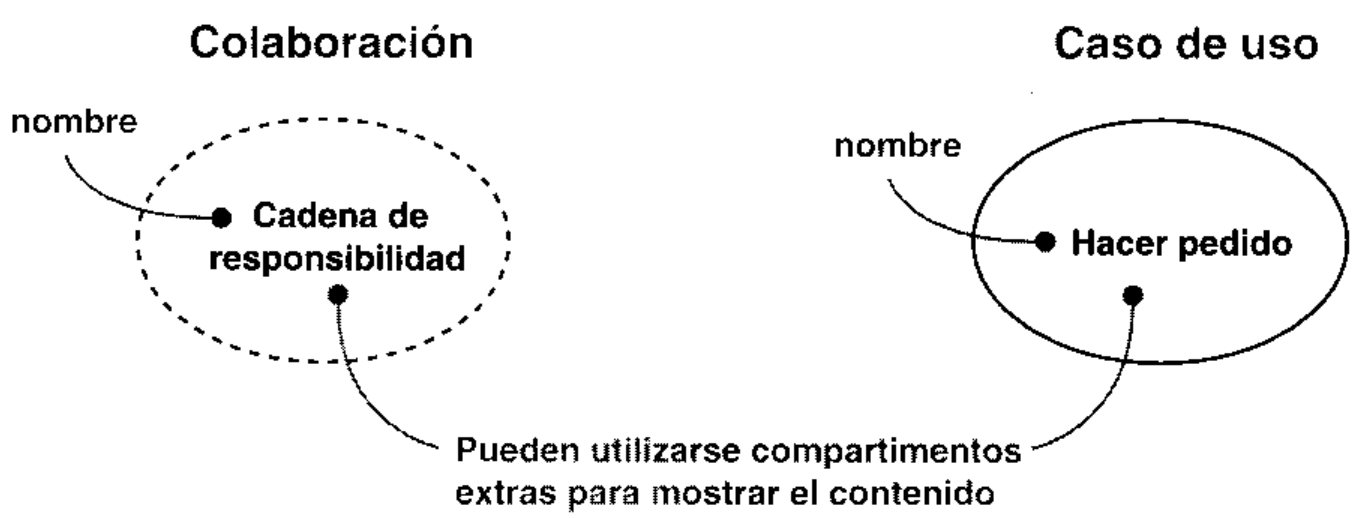 Colaboración
Caso de uso
nombre
nombre
Cadena de
responsibilidad
Hacer pedido
Pueden utilizarse compartimentos
extras para mostrar el contenido